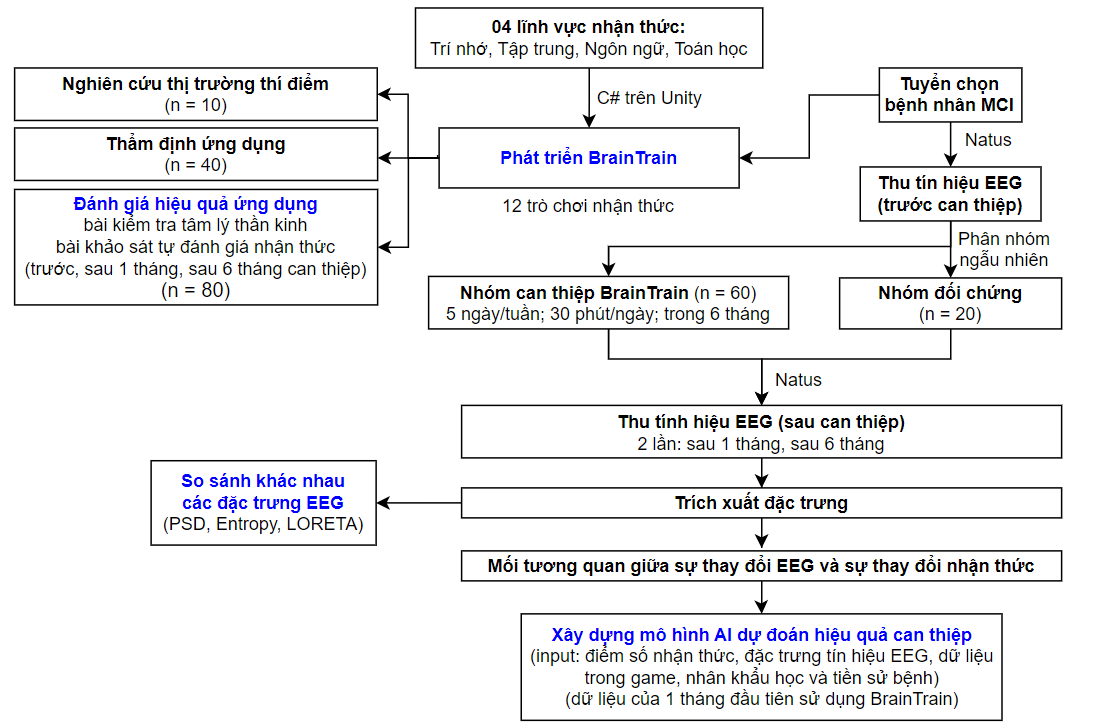 04 lĩnh vực nhận thức:
Trí nhớ, Tập trung, Ngôn ngữ, Toán học
C# trên Unity
Nghiên cứu thị trường thí điểm
(n = 10)
Thẩm định ứng dụng
(n = 40)
Đánh giá hiệu quả ứng dụng
bài kiểm tra tâm lý thần kinh
bài khảo sát tự đánh giá nhận thức
(trước, sau 1 tháng, sau 6 tháng can thiệp)
(n = 80)
Phát triển BrainTrain
12 trò chơi nhận thức
Tuyển chọn
bệnh nhân MCI
Natus
Thu tín hiệu EEG
(trước can thiệp)
Phân nhóm
ngẫu nhiên
Nhóm can thiệp BrainTrain (n = 60)
5 ngày/tuần; 30 phút/ngày; trong 6 tháng
Nhóm đối chứng
(n = 20)
Natus
Thu tính hiệu EEG (sau can thiệp)
2 lần: sau 1 tháng, sau 6 tháng
So sánh khác nhau
các đặc trưng EEG
(PSD, Entropy, LORETA)
Trích xuất đặc trưng
Mối tương quan giữa sự thay đổi EEG và sự thay đổi nhận thức
Xây dựng mô hình AI dự đoán hiệu quả can thiệp
(input: điểm số nhận thức, đặc trưng tín hiệu EEG, dữ liệu
trong game, nhân khẩu học và tiền sử bệnh)
(dữ liệu của 1 tháng đầu tiên sử dụng BrainTrain)